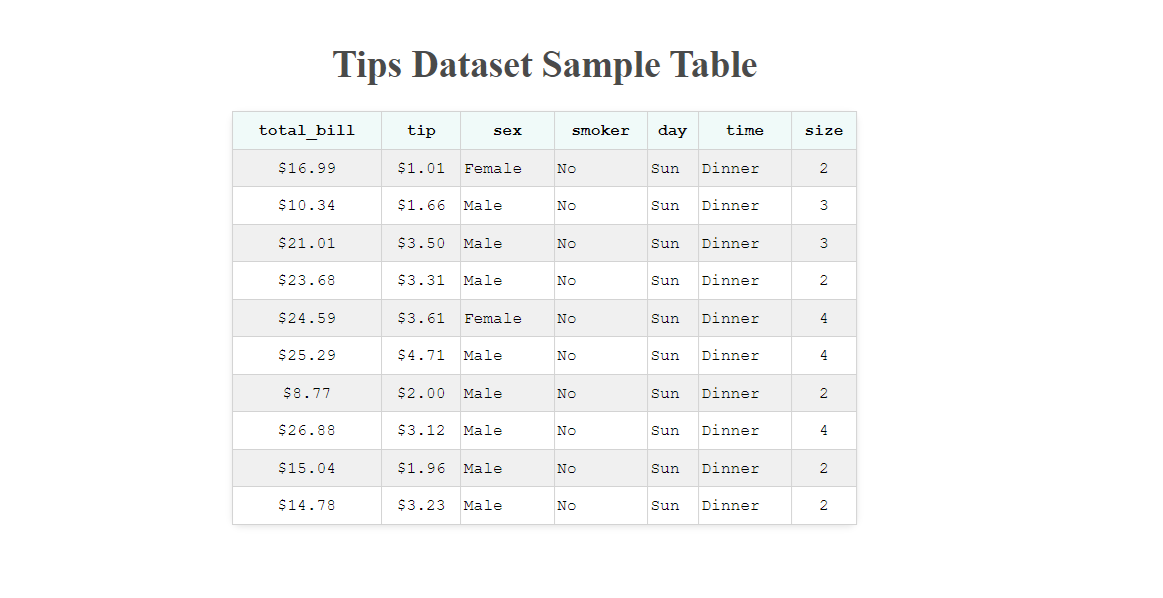 Tips Dataset Sample Table
total_bill tip sex smoker day time size
$16.99 $1.01 Female No Sun Dinner 2
$10.34 $1.66 Male No Sun Dinner 3
$21.01 $3.50 Male No Sun Dinner 3
$23.68 $3.31 Male No Sun Dinner 2
$24.59 $3.61 Female No Sun Dinner 4
$25.29 $4.71 Male No Sun Dinner 4
$8.77 $2.00 Male No Sun Dinner 2
$26.88 $3.12 Male No Sun Dinner 4
$15.04 $1.96 Male No Sun Dinner 2
$14.78 $3.23 Male No Sun Dinner 2